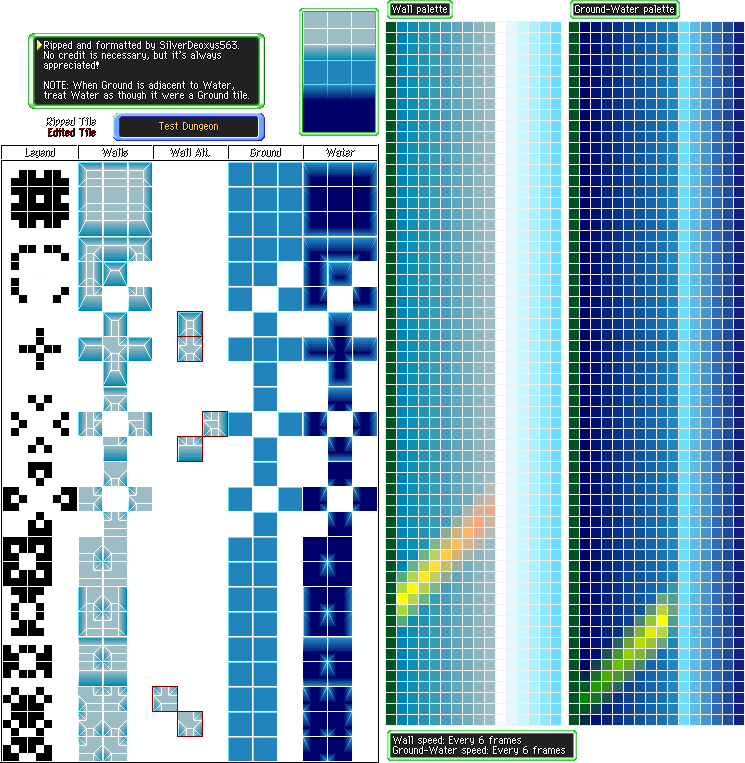 Wall palette
Ground-Water palette
Ripped and formatted by SilverDeoxys563.
No credit is necessary, but it's always
appreciated!
NOTE: When Ground is adjacent to Water,
treat Water as though it were a Ground tile.
Ripped Tile
Edited Tile
Test Dungeon
Legend
Walls
Wall Alt.
Ground
Water
Wall speed: Every 6 frames
Ground-Water speed: Every 6 frames